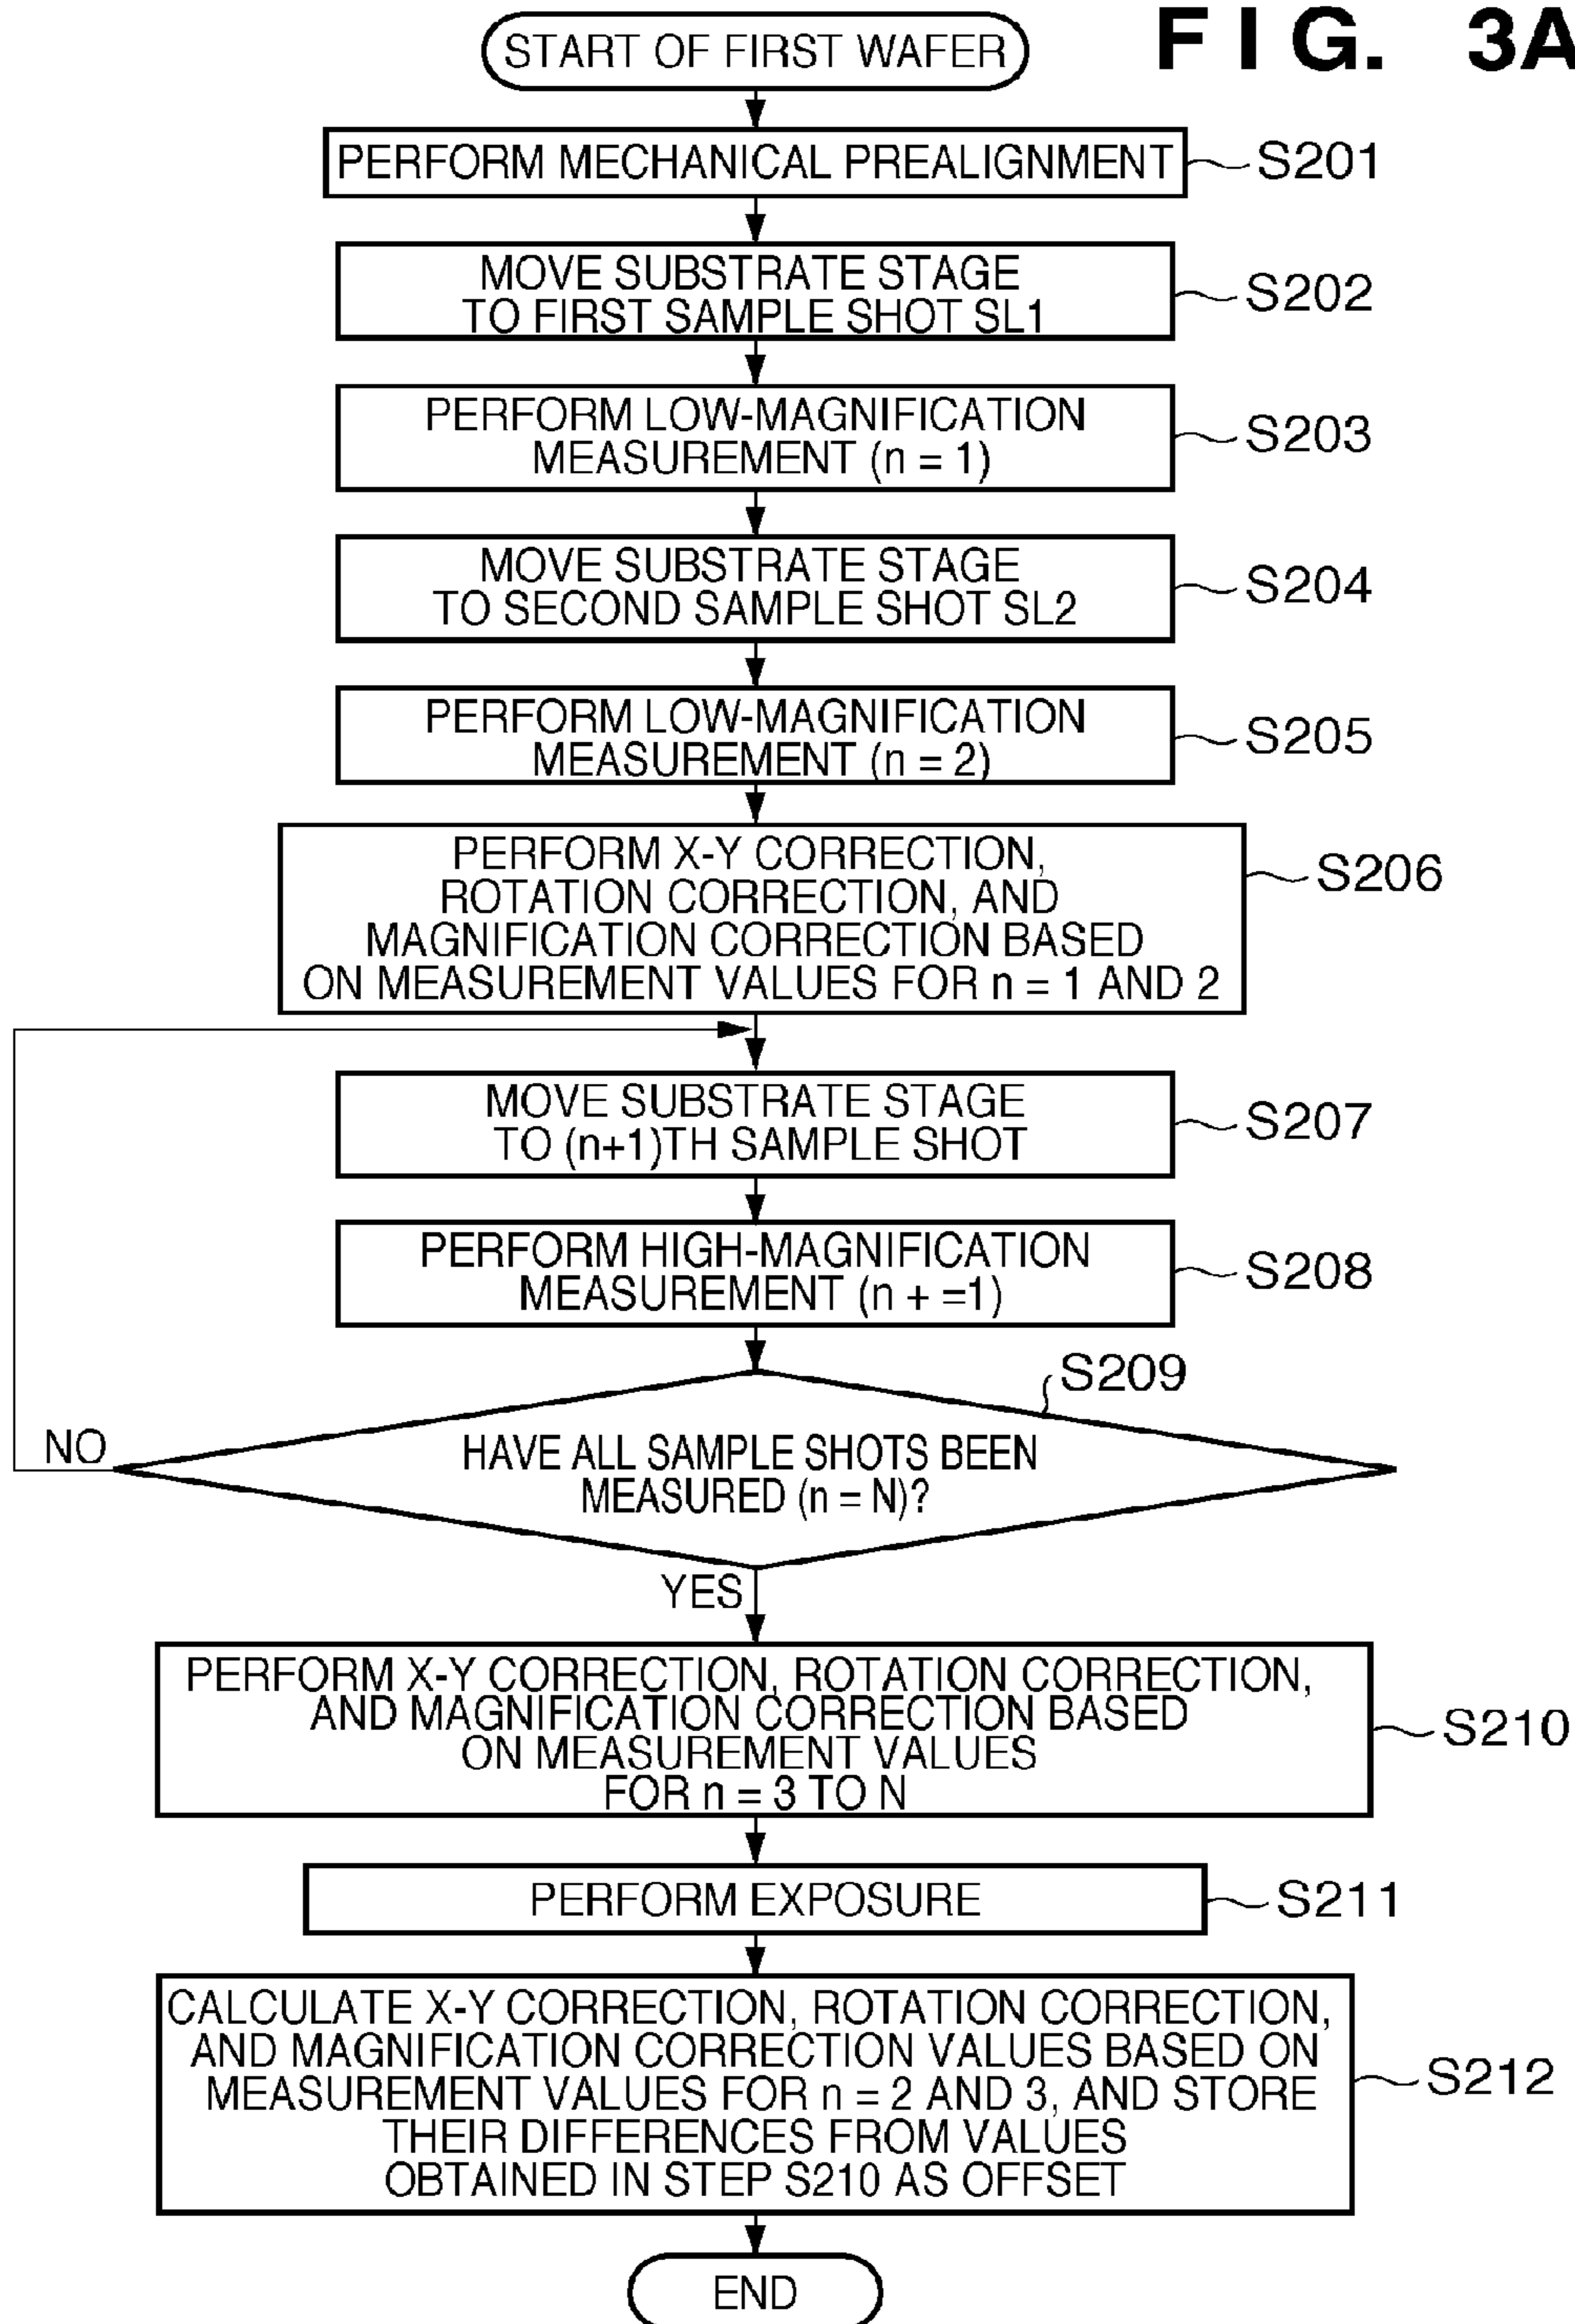 FIG. 3A
START OF FIRST WAFER
PERFORM MECHANICAL PREALIGNMENT
S201
MOVE SUBSTRATE STAGE
TO FIRST SAMPLE SHOT SL1
S202
PERFORM LOW-MAGNIFICATION
MEASUREMENT (n = 1)
S203
MOVE SUBSTRATE STAGE
TO SECOND SAMPLE SHOT SL2
S204
PERFORM LOW-MAGNIFICATION
MEASUREMENT (n = 2)
S205
PERFORM X-Y CORRECTION,
ROTATION CORRECTION, AND
MAGNIFICATION CORRECTION BASED
ON MEASUREMENT VALUES FOR n = 1 AND 2
S206
MOVE SUBSTRATE STAGE
TO (n+1)TH SAMPLE SHOT
S207
PERFORM HIGH-MAGNIFICATION
MEASUREMENT (n + =1)
S208
S209
HAVE ALL SAMPLE SHOTS BEEN
MEASURED (n = N)?
NO
YES
PERFORM X-Y CORRECTION, ROTATION CORRECTION,
AND MAGNIFICATION CORRECTION BASED
ON MEASUREMENT VALUES
FOR n = 3 TO N
S210
PERFORM EXPOSURE
S211
CALCULATE X-Y CORRECTION, ROTATION CORRECTION,
AND MAGNIFICATION CORRECTION VALUES BASED ON
MEASUREMENT VALUES FOR n = 2 AND 3, AND STORE
THEIR DIFFERENCES FROM VALUES
OBTAINED IN STEP S210 AS OFFSET
S212
END